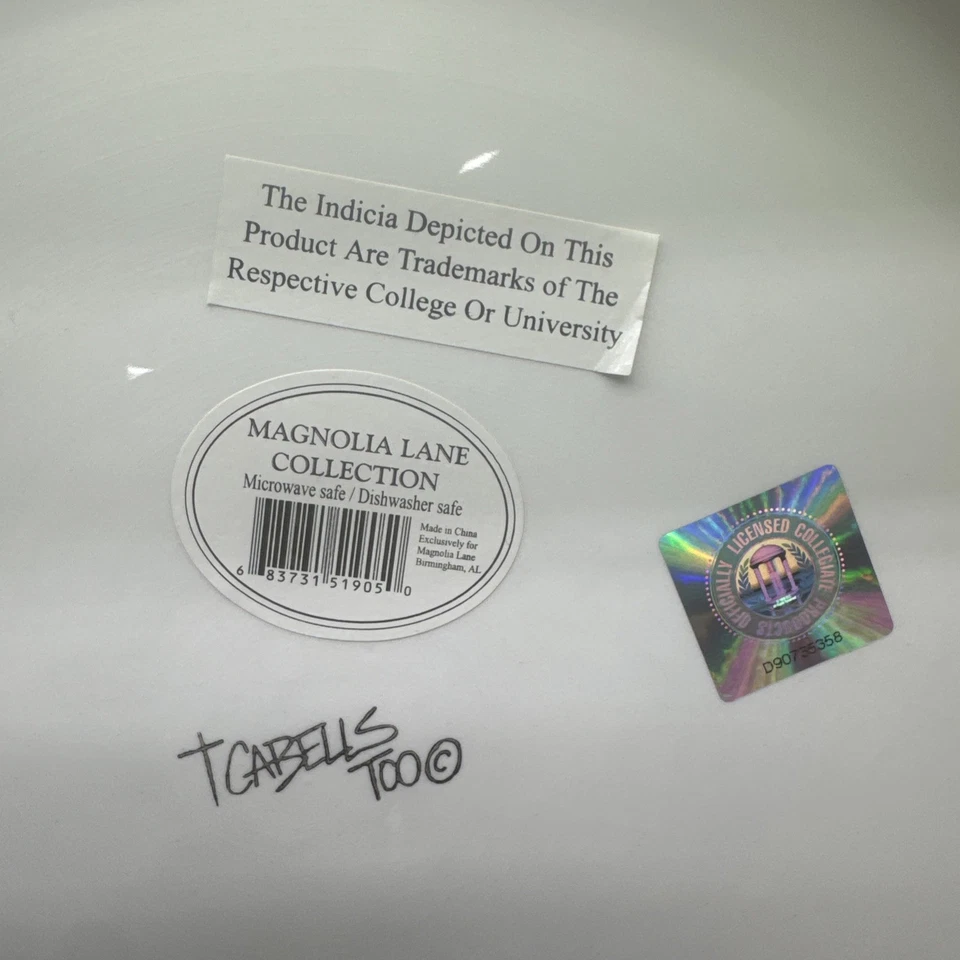 The Indicia Depicted On This
Product Are Trademarks of The
Respective College Or University
MAGNOLIA LANE
COLLECTION
Microwave safe / Dishwasher safe
Made in China
Exclusively for
Magnolia Lane
Birmingham, AL
6 83731 51905 0
OFFICIALLY LICENSED COLLEGIATE PRODUCTS
D90735358
GABELLS
TOO©